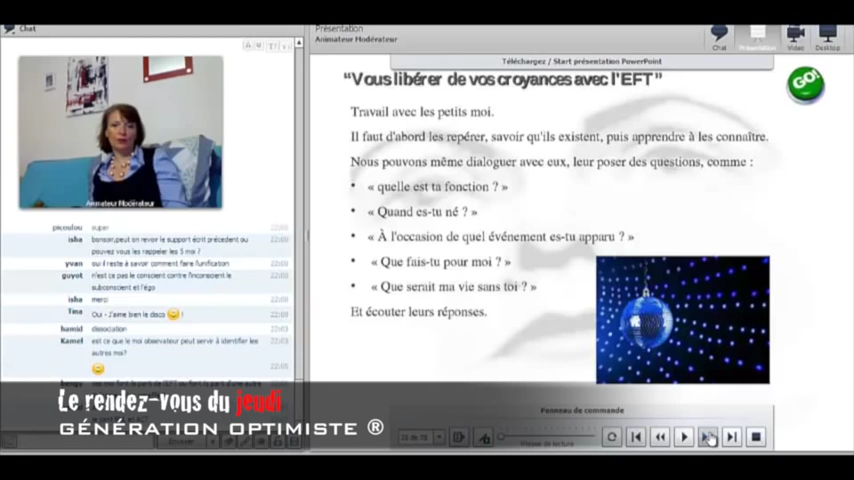 Chat
Présentation
Animateur Modérateur
Chat
Présentation
Video
Desktop
Téléchargez / Start présentation PowerPoint
"Vous libérer de vos croyances avec l'EFT"
GO!
Travail avec les petits moi.
Il faut d'abord les repérer, savoir qu'ils existent, puis apprendre à les connaître.
Nous pouvons même dialoguer avec eux, leur poser des questions, comme :
• « quelle est ta fonction ? »
• « Quand es-tu né ? »
• « À l'occasion de quel événement es-tu apparu ? »
• « Que fais-tu pour moi ? »
• « Que serait ma vie sans toi ? »
Et écouter leurs réponses.
Animateur Modérateur
picoulou super
isha bonsoir,peut on revoir le support écrit précedent ou
pouvez vous les rappeler les 5 moi ?
yvan oui il reste à savoir comment faire l'unification
guyot n'est ce pas le conscient contre l'inconscient le
subconscient et l'égo
isha merci
Tina Oui - J'aime bien le disco !
hamid dissociation
Kamel est ce que le moi observateur peut servir à identifier les
autres moi?
Le rendez-vous du jeudi
GÉNÉRATION OPTIMISTE ®
Panneau de commande
Vitesse de lecture